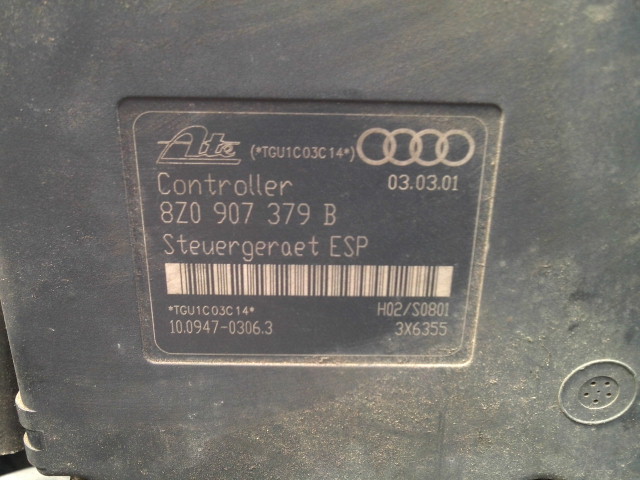 Ate (*TGU1C03C14*)
03.03.01
Controller
8Z0 907 379 B
Steuergeraet ESP
*TGU1C03C14* H02/S0801
10.0947-0306.3 3X6355